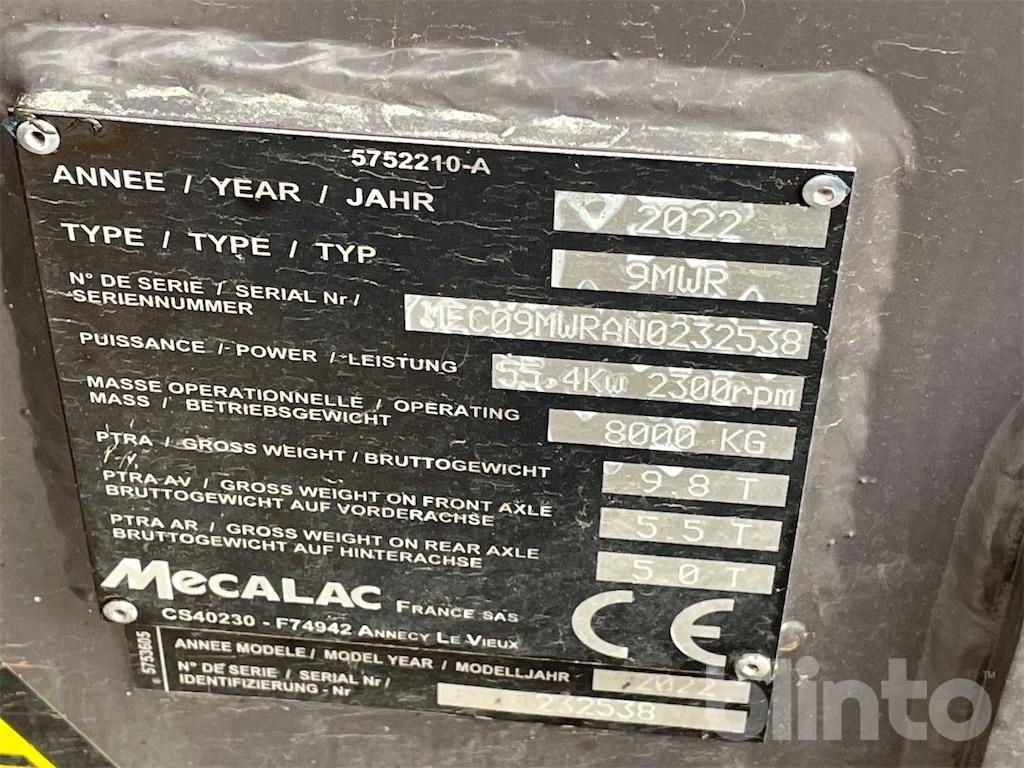 5752210-A
ANNEE / YEAR / JAHR 2022
TYPE / TYPE / TYP 9MWR
N° DE SERIE / SERIAL Nr /
SERIENNUMMER MEC09MWRAN0232538
PUISSANCE / POWER / LEISTUNG 55,4Kw 2300rpm
MASSE OPERATIONNELLE / OPERATING
MASS / BETRIEBSGEWICHT 8000 KG
PTRA / GROSS WEIGHT / BRUTTOGEWICHT 9.8 T
PTRA AV / GROSS WEIGHT ON FRONT AXLE
BRUTTOGEWICHT AUF VORDERACHSE 5.5 T
PTRA AR / GROSS WEIGHT ON REAR AXLE
BRUTTOGEWICHT AUF HINTERACHSE 5.0 T
MECALAC FRANCE SAS CE
CS40230 - F74942 ANNECY LE VIEUX
5753605
ANNEE MODELE / MODEL YEAR / MODELLJAHR 2022
N° DE SERIE / SERIAL Nr /
IDENTIFIZIERUNG - Nr 232538
blinto™